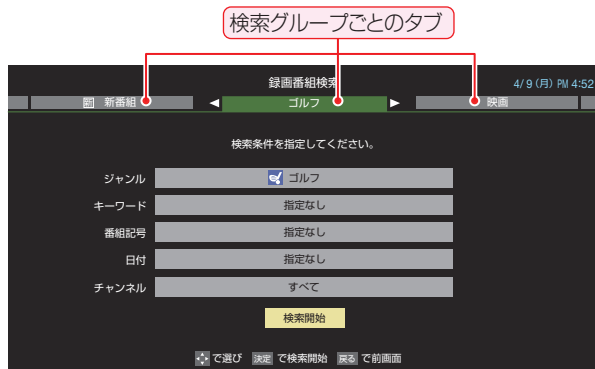 検索グループごとのタブ
録画番組検索 4/ 9 (月) PM 4:52
新 新番組 ◀ ゴルフ ▶ 映画
検索条件を指定してください。
ジャンル ゴルフ
キーワード 指定なし
番組記号 指定なし
日付 指定なし
チャンネル すべて
検索開始
で選び 決定 で検索開始 戻る で前画面